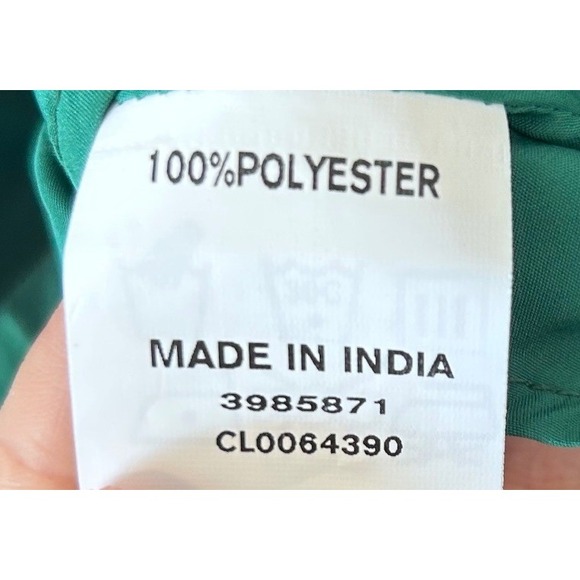 100%POLYESTER
MADE IN INDIA
3985871
CL0064390